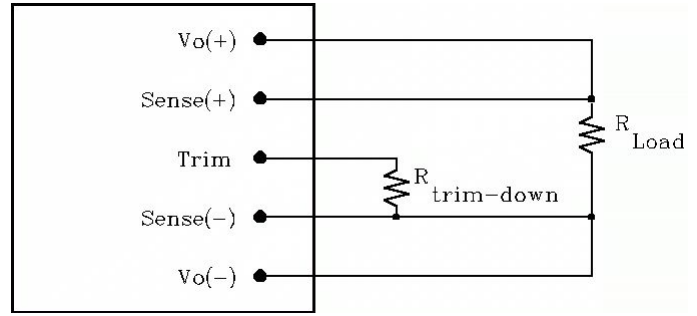 Vo(+)
Sense(+)
R Load
Trim
R trim-down
Sense(-)
Vo(-)